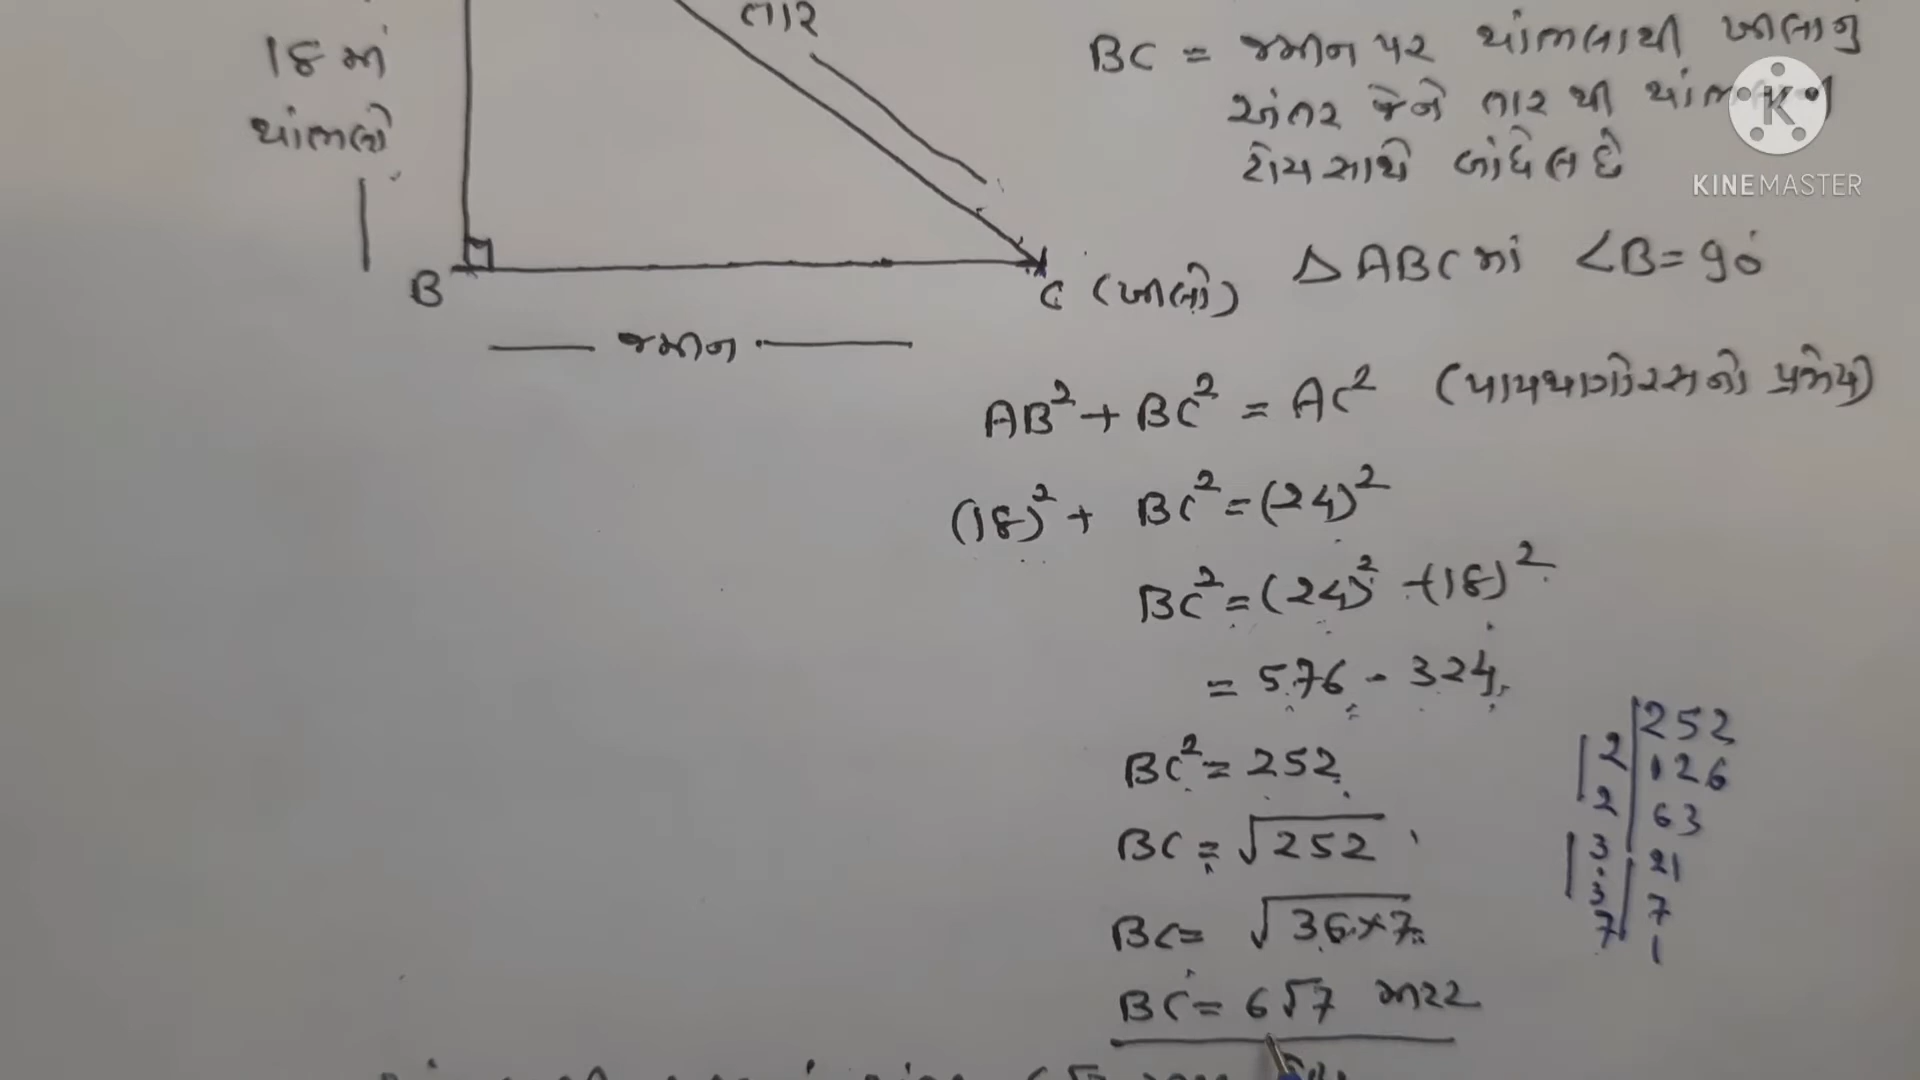 તાર
18 મી
થાંભલો
B
C (ખીલો)
જમીન
BC = જમીન પર થાંભલાથી ખીલાનું
અંતર જેને તાર થી
સાથે બાંધેલ છે
KINEMASTER
△ABC માં ∠B=90°
AB² + BC² = AC² (પાયથાગોરસનો પ્રમેય)
(18)² + BC² = (24)²
BC² = (24)² - (18)²
= 576 - 324
BC² = 252
BC = √252
BC = √36×7
BC = 6√7 મીટર
252
2 126
2 63
3 21
3 7
7 1